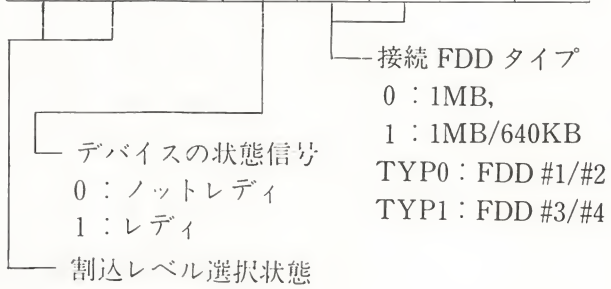 接続 FDD タイプ
0 : 1MB,
1 : 1MB/640KB
TYP0 : FDD #1/#2
TYP1 : FDD #3/#4
デバイスの状態信号
0 : ノットレディ
1 : レディ
割込レベル選択状態